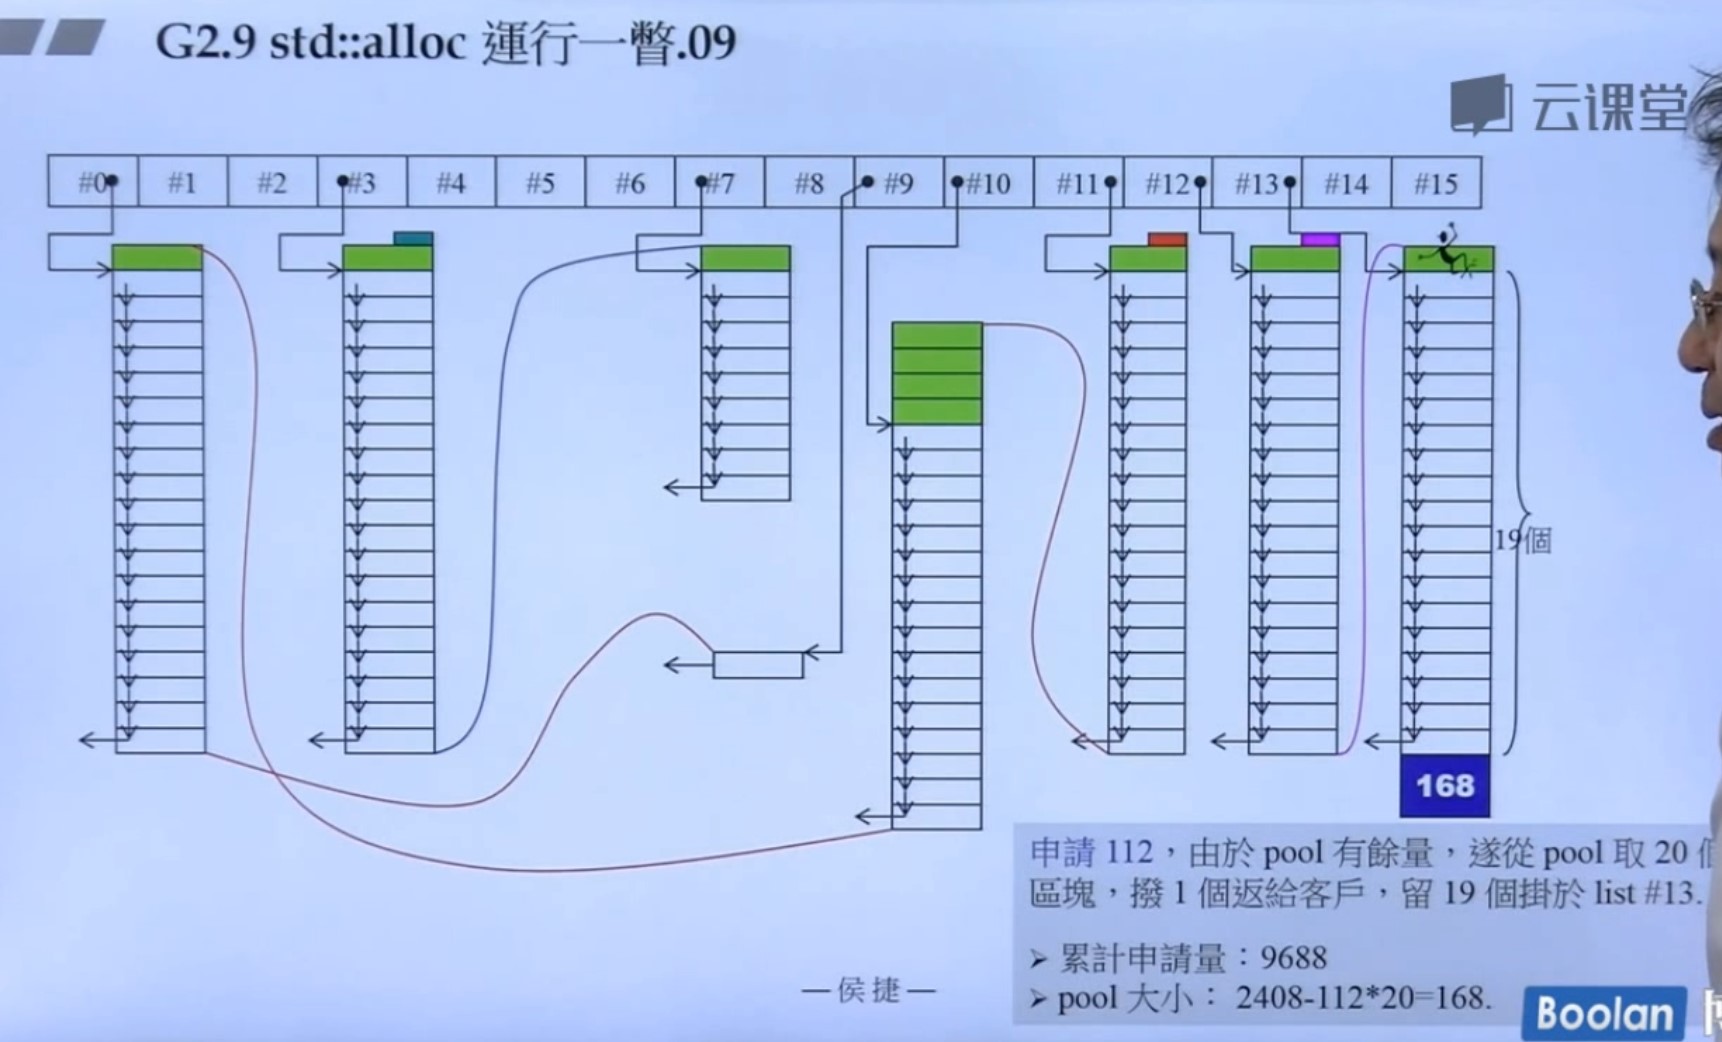 G2.9 std::alloc 運行一瞥.09
云课堂
#0 #1 #2 #3 #4 #5 #6 #7 #8 #9 #10 #11 #12 #13 #14 #15
19個
168
申請 112，由於 pool 有餘量，遂從 pool 取 20
區塊，撥 1 個返給客戶，留 19 個掛於 list #13.
➢ 累計申請量：9688
➢ pool 大小： 2408-112*20=168.
—侯捷—
Boolan